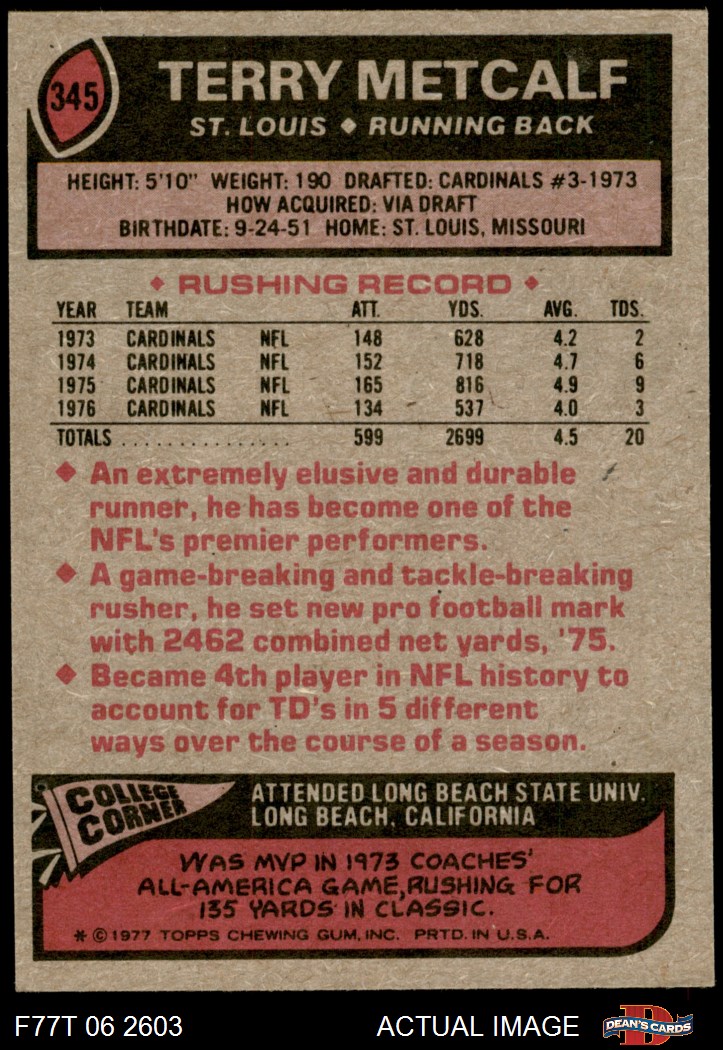 345
TERRY METCALF
ST. LOUIS ◆ RUNNING BACK
HEIGHT: 5'10" WEIGHT: 190 DRAFTED: CARDINALS #3-1973
HOW ACQUIRED: VIA DRAFT
BIRTHDATE: 9-24-51 HOME: ST. LOUIS, MISSOURI
◆ RUSHING RECORD ◆
YEAR TEAM ATT. YDS. AVG. TDS.
1973 CARDINALS NFL 148 628 4.2 2
1974 CARDINALS NFL 152 718 4.7 6
1975 CARDINALS NFL 165 816 4.9 9
1976 CARDINALS NFL 134 537 4.0 3
TOTALS . . . . . . . . . . . . . . . 599 2699 4.5 20
◆ An extremely elusive and durable
runner, he has become one of the
NFL's premier performers.
◆ A game-breaking and tackle-breaking
rusher, he set new pro football mark
with 2462 combined net yards, '75.
◆ Became 4th player in NFL history to
account for TD's in 5 different
ways over the course of a season.
COLLEGE
CORNER
ATTENDED LONG BEACH STATE UNIV.
LONG BEACH, CALIFORNIA
WAS MVP IN 1973 COACHES'
ALL-AMERICA GAME, RUSHING FOR
135 YARDS IN CLASSIC.
* © 1977 TOPPS CHEWING GUM, INC. PRTD. IN U.S.A.
F77T 06 2603 ACTUAL IMAGE
D
DEAN'S CARDS